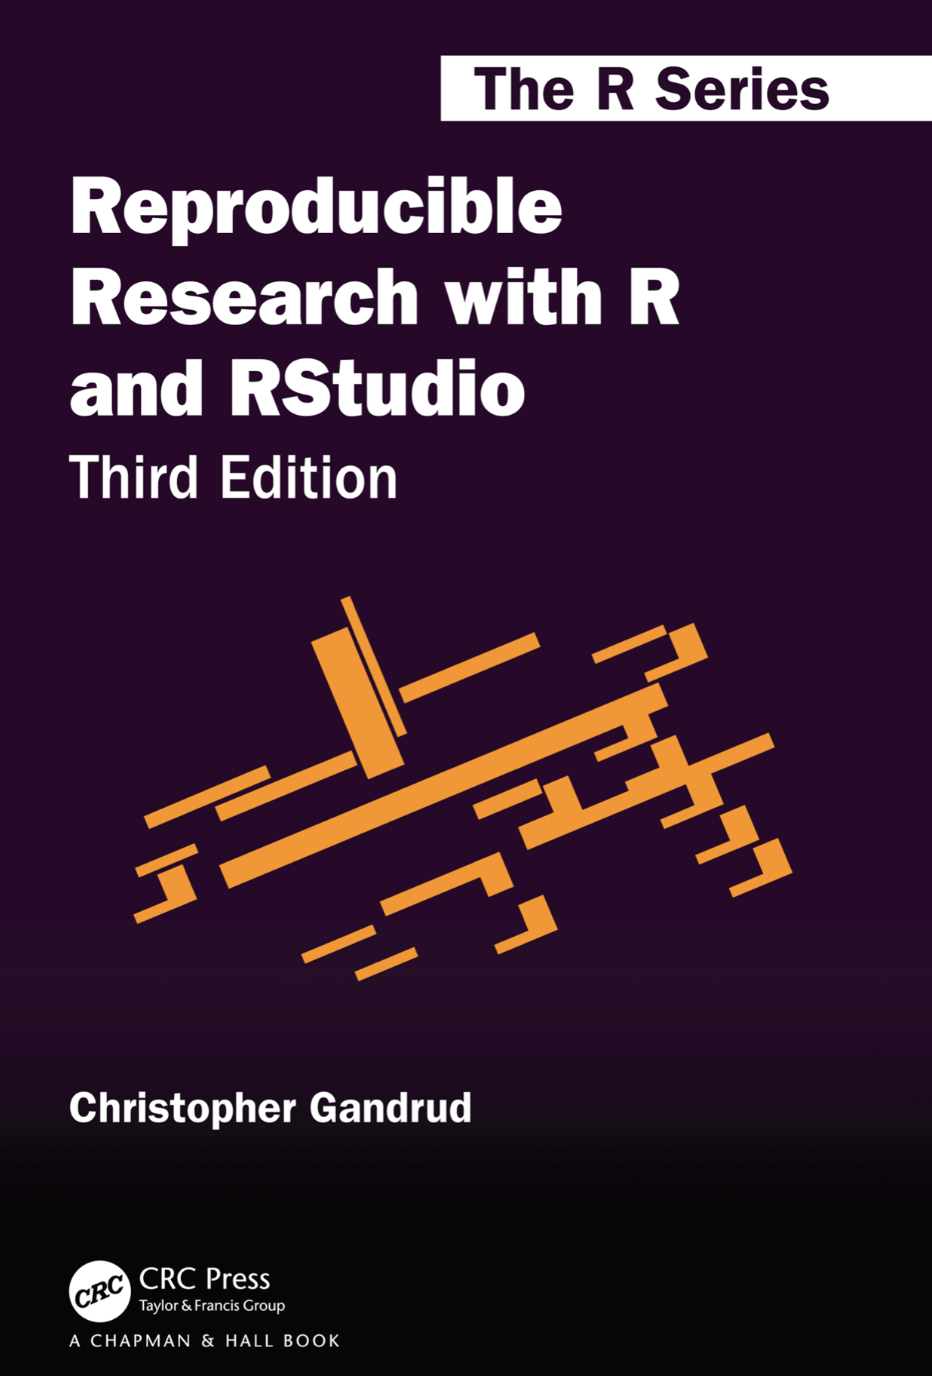 The R Series
Reproducible
Research with R
and RStudio
Third Edition
Christopher Gandrud
CRC
CRC Press
Taylor & Francis Group
A CHAPMAN & HALL BOOK